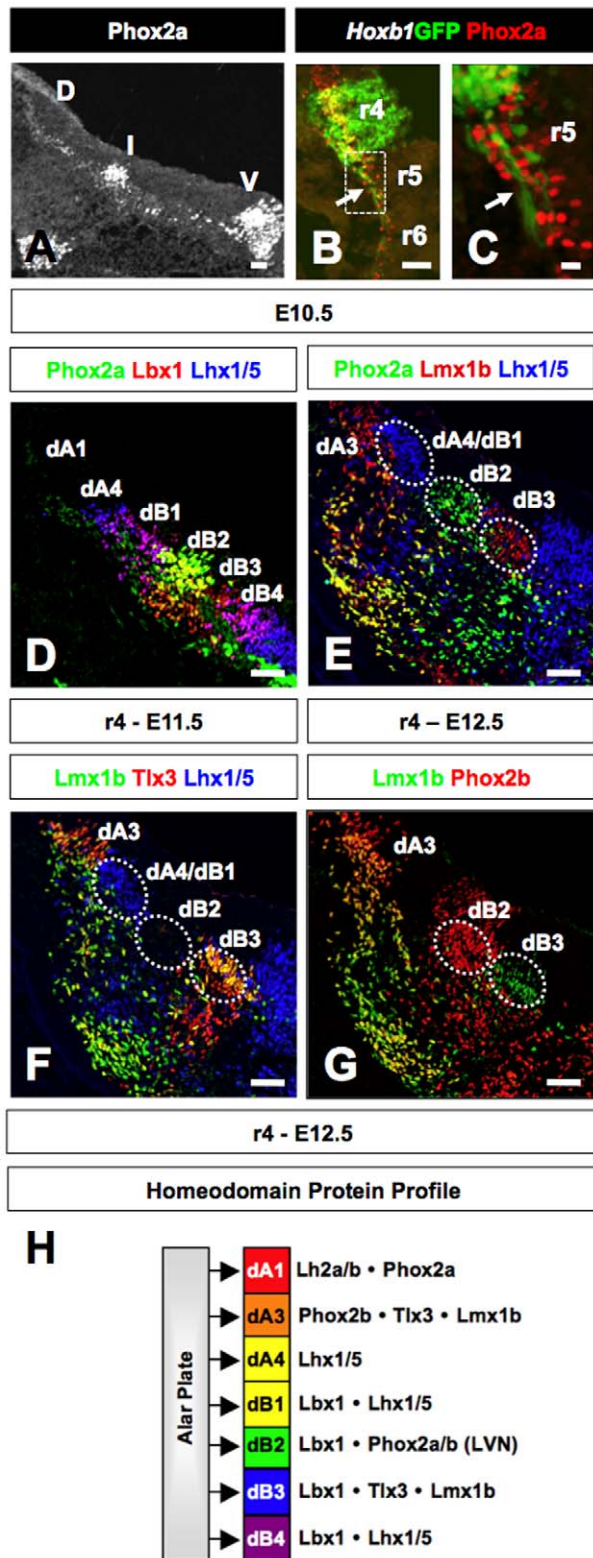 Phox2a
Hoxb1GFP Phox2a
D
I
V
A
r4
r5
r6
B
r5
C
E10.5
Phox2a Lbx1 Lhx1/5
Phox2a Lmx1b Lhx1/5
dA1
dA4
dB1
dB2
dB3
dB4
D
dA3
dA4/dB1
dB2
dB3
E
r4 - E11.5
r4 – E12.5
Lmx1b Tlx3 Lhx1/5
Lmx1b Phox2b
dA3
dA4/dB1
dB2
dB3
F
dA3
dB2
dB3
G
r4 - E12.5
Homeodomain Protein Profile
H
Alar Plate
dA1 Lh2a/b • Phox2a
dA3 Phox2b • Tlx3 • Lmx1b
dA4 Lhx1/5
dB1 Lbx1 • Lhx1/5
dB2 Lbx1 • Phox2a/b (LVN)
dB3 Lbx1 • Tlx3 • Lmx1b
dB4 Lbx1 • Lhx1/5